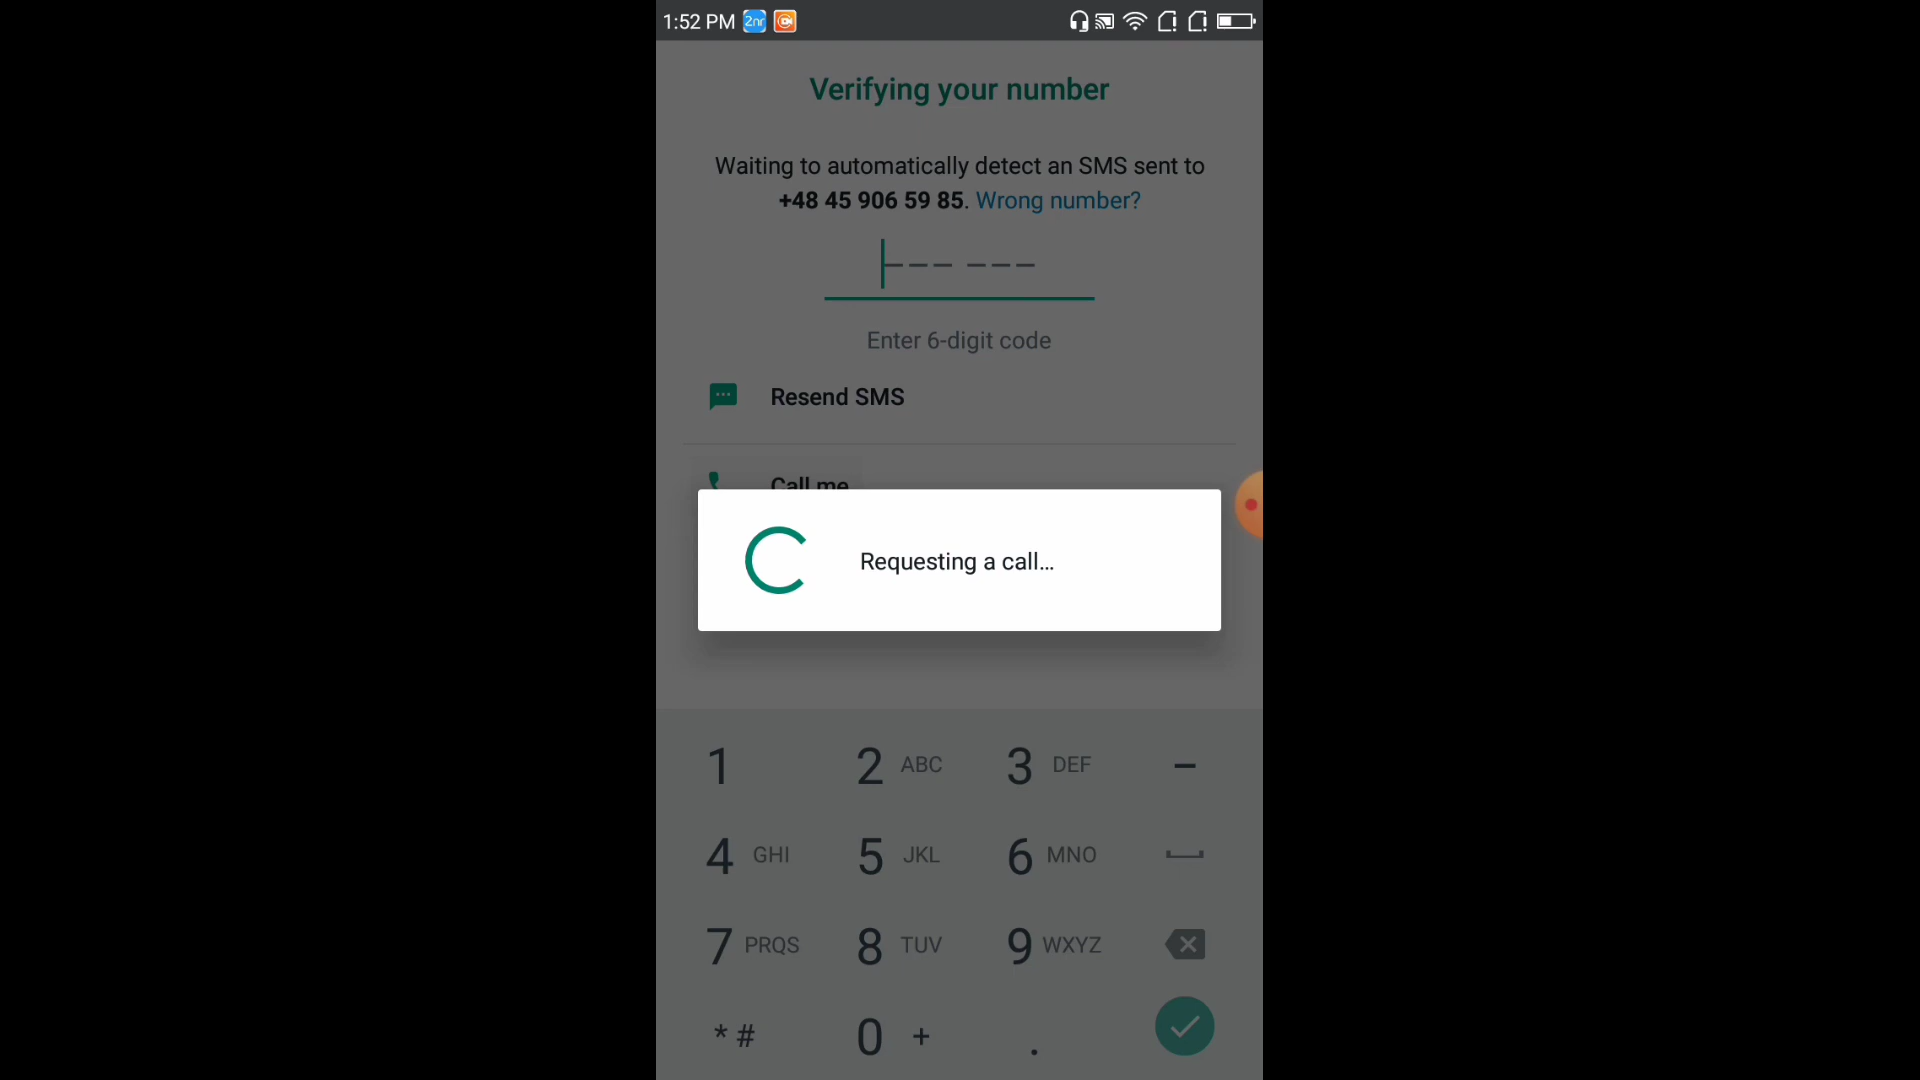 1:52 PM 2nr
Verifying your number
Waiting to automatically detect an SMS sent to
+48 45 906 59 85. Wrong number?
Enter 6-digit code
Resend SMS
Call me
Requesting a call...
1 2 ABC 3 DEF –
4 GHI 5 JKL 6 MNO
7 PRQS 8 TUV 9 WXYZ
* # 0 + .